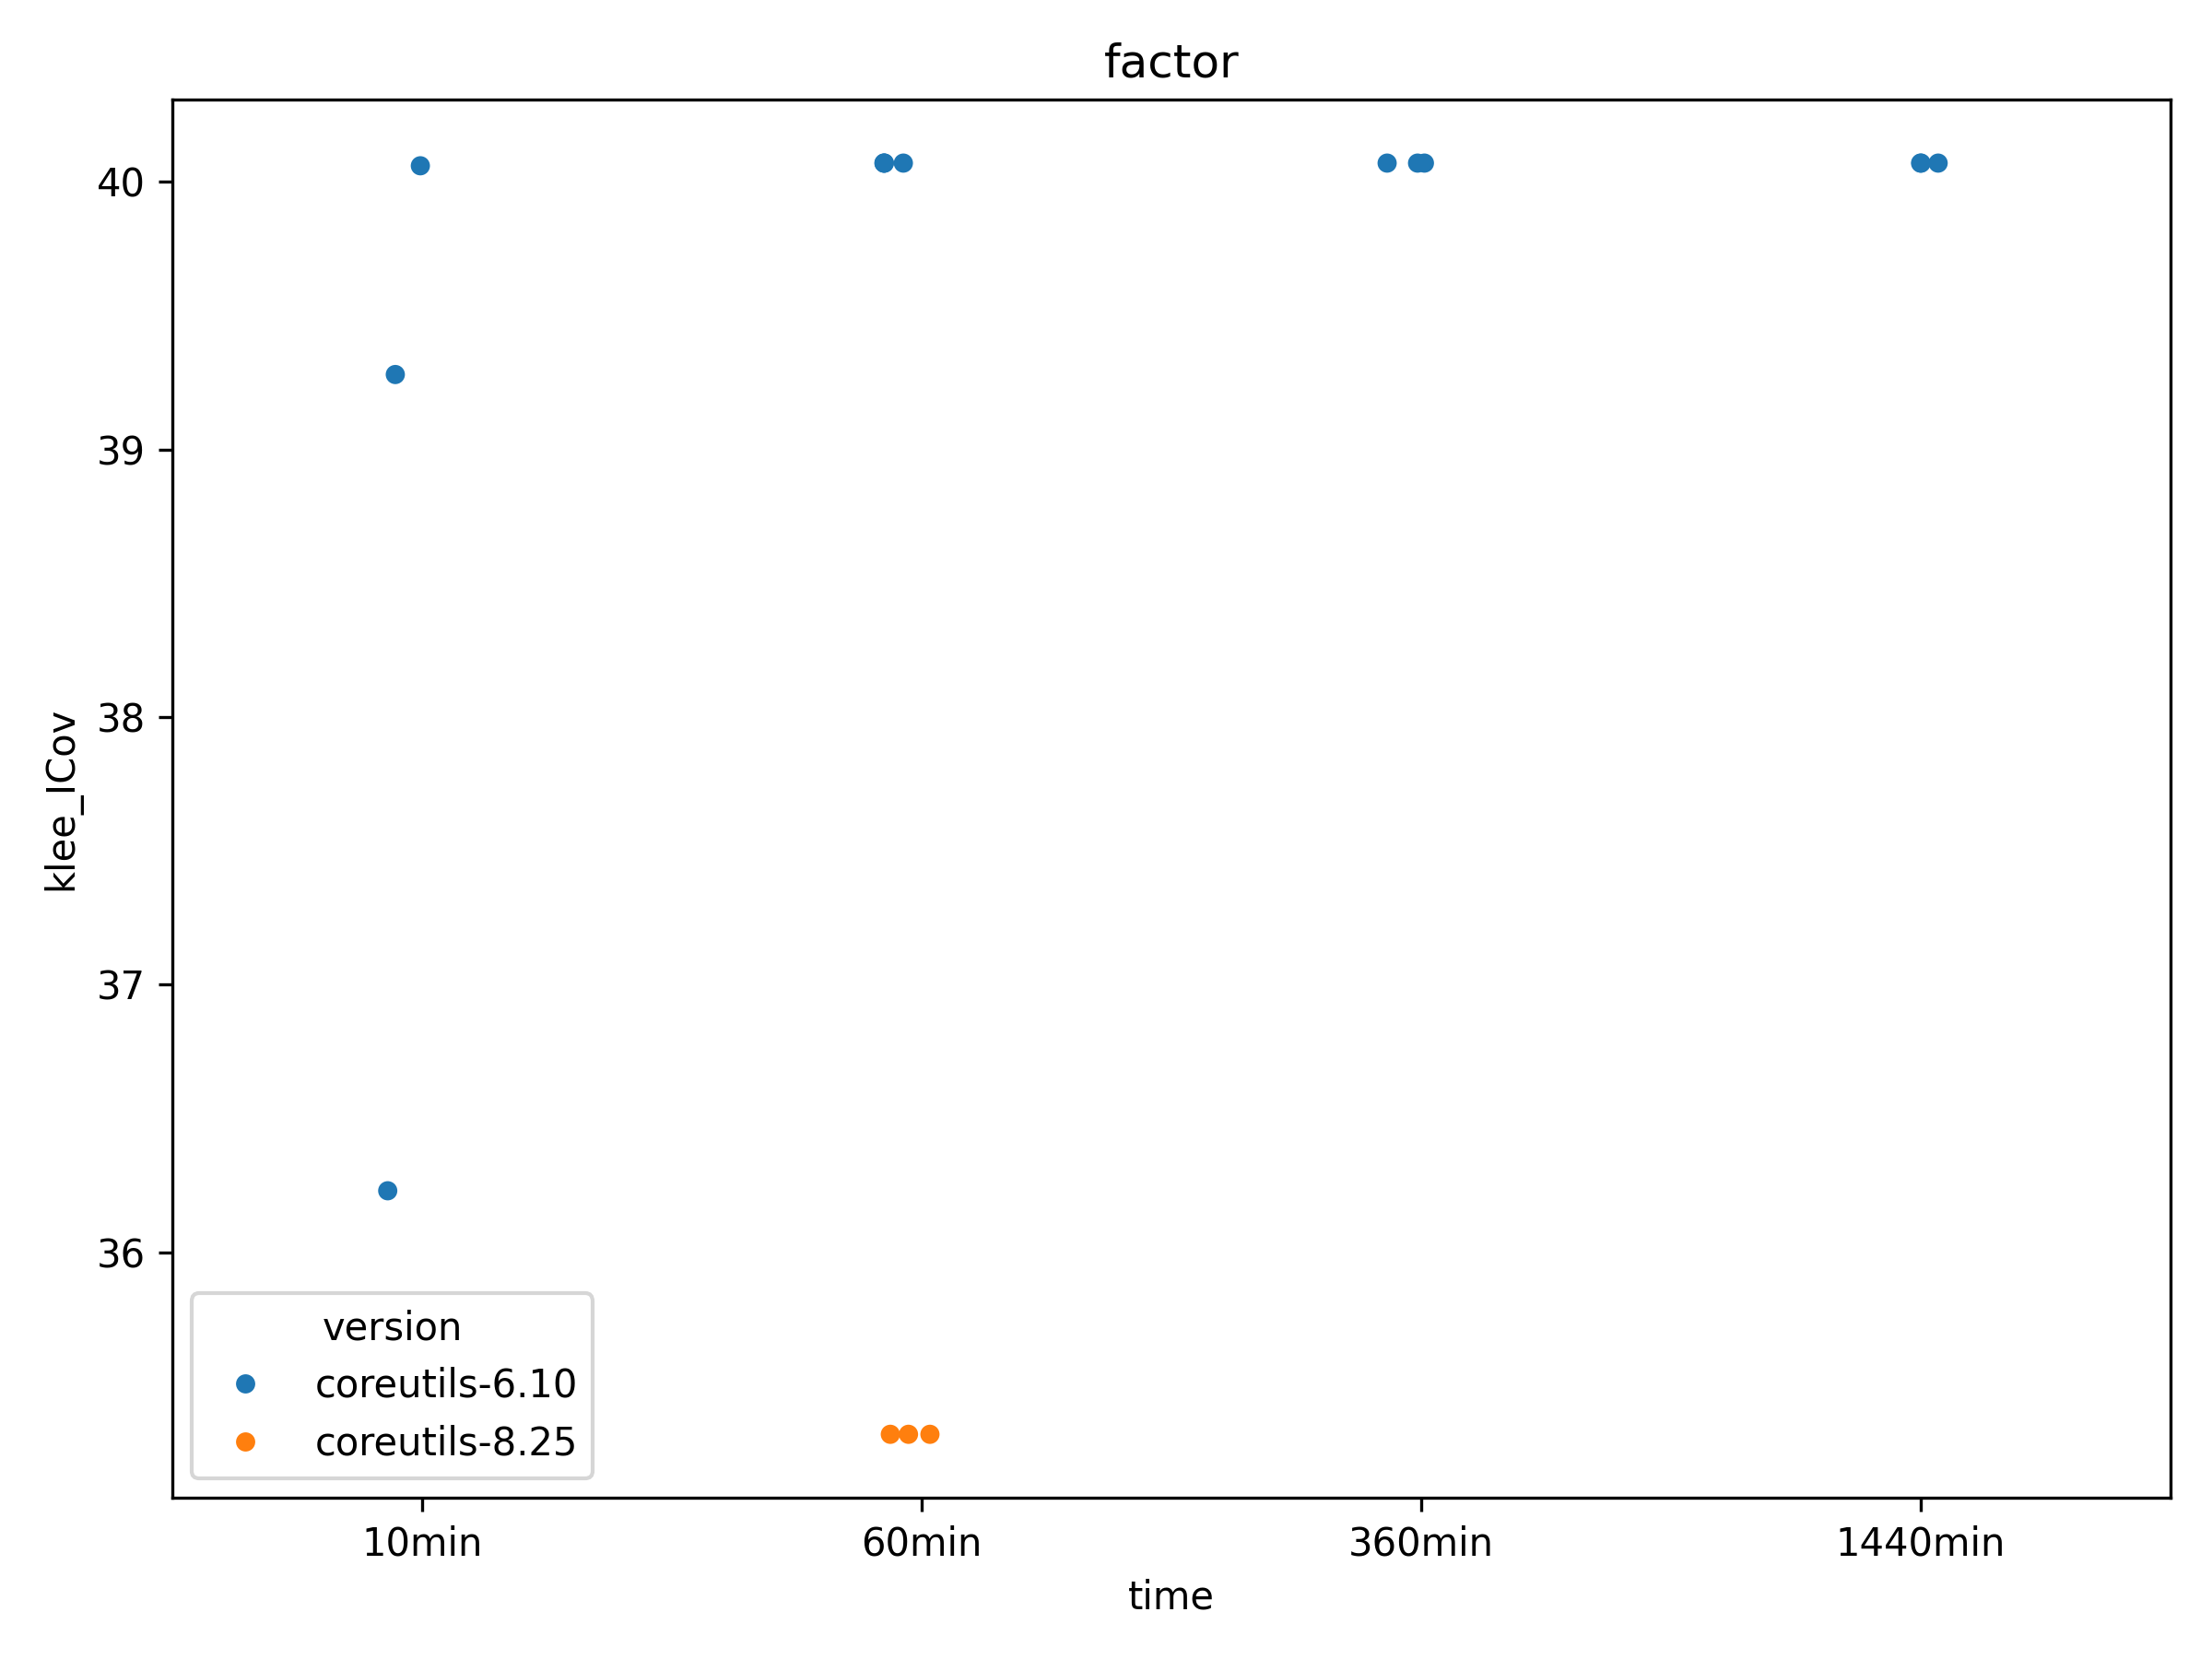 factor
40
39
38
37
36
klee_ICov
version
coreutils-6.10
coreutils-8.25
10min
60min
360min
1440min
time